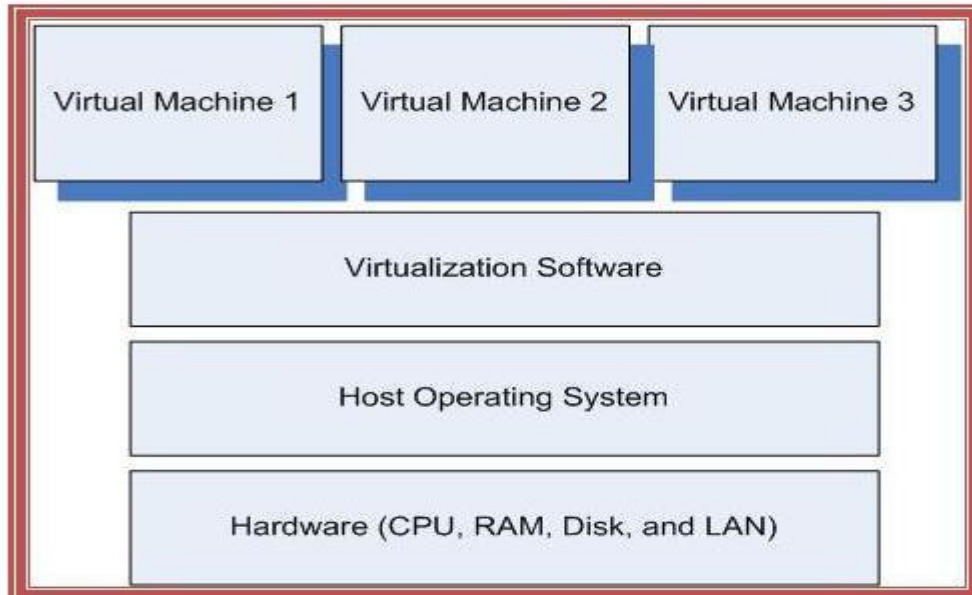 Virtual Machine 1
Virtual Machine 2
Virtual Machine 3
Virtualization Software
Host Operating System
Hardware (CPU, RAM, Disk, and LAN)